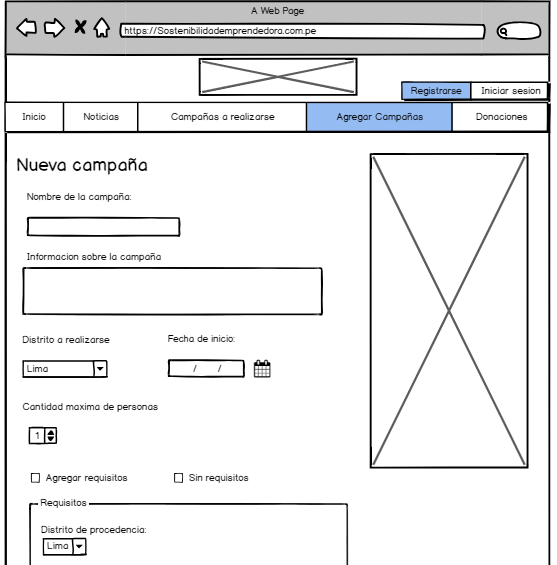 A Web Page
https://Sostenibilidademprendedora.com.pe
Registrarse Iniciar sesion
Inicio Noticias Campañas a realizarse Agregar Campañas Donaciones
Nueva campaña
Nombre de la campaña:
Informacion sobre la campaña
Distrito a realizarse Fecha de inicio:
Lima / /
Cantidad maxima de personas
1
Agregar requisitos Sin requisitos
Requisitos
Distrito de procedencia:
Lima